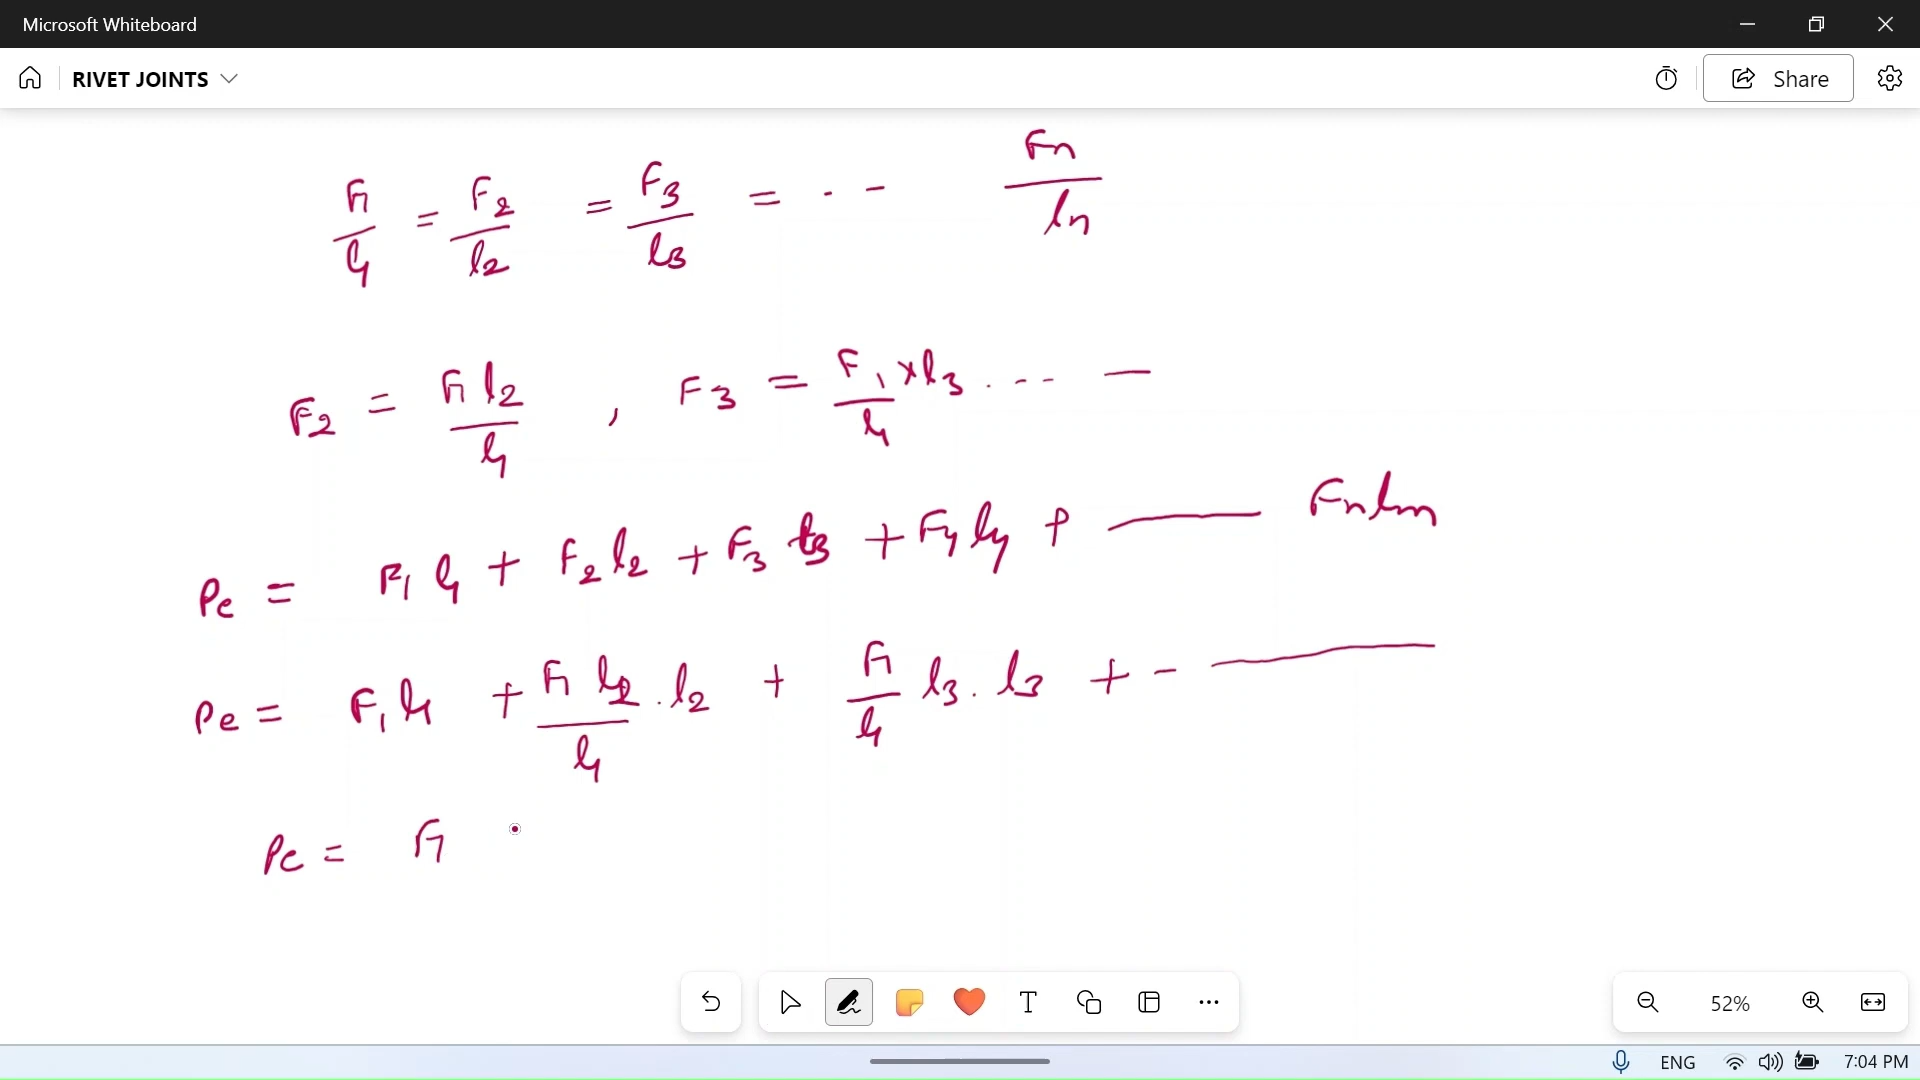 Microsoft Whiteboard
RIVET JOINTS
Share
F1/l1 = F2/l2 = F3/l3 = . . - Fn/ln
F2 = F1 l2/l1 , F3 = F1 × l3/l1 . - - - —
Pe = F1 l1 + F2 l2 + F3 l3 + F4 l4 + —— Fn ln
Pe = F1 l1 + F1 l2/l1 . l2 + F1/l1 l3 . l3 + - ——
Pe = F1
T
52%
ENG
7:04 PM